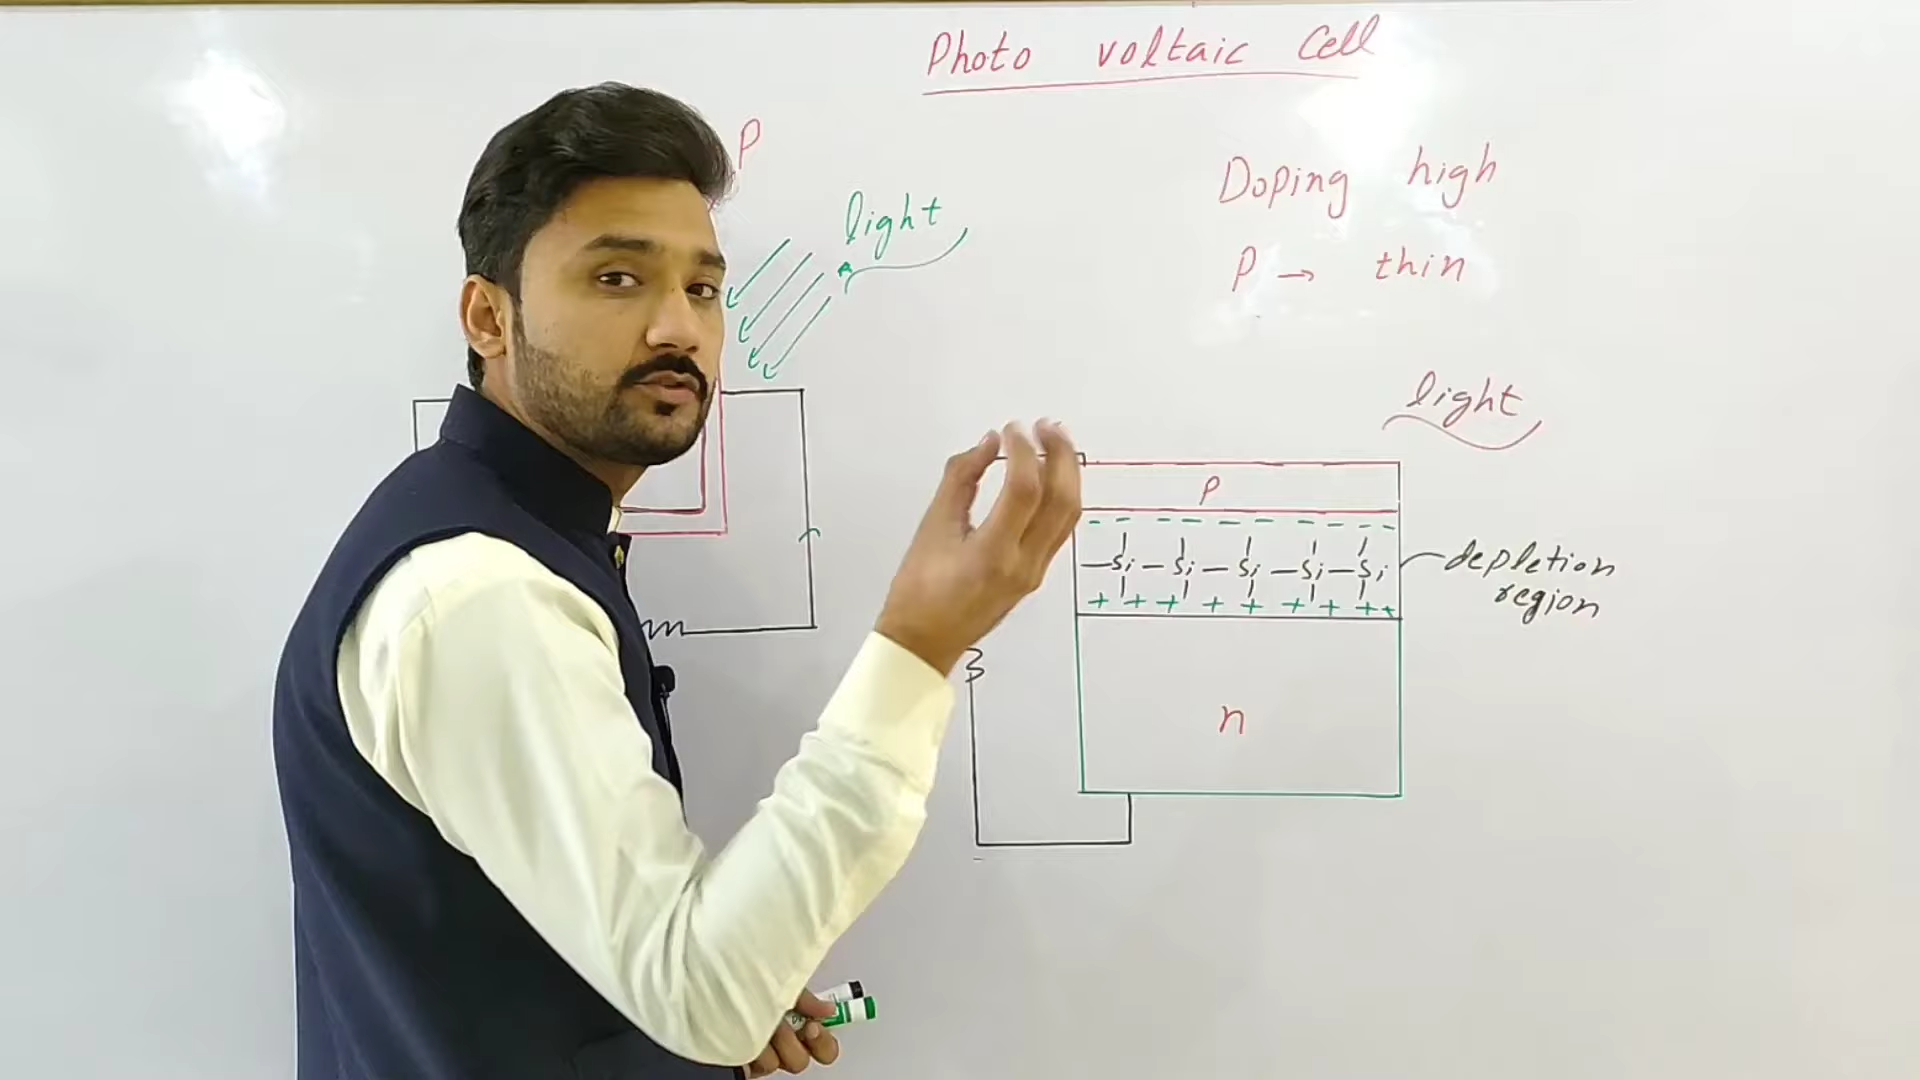 Photo voltaic Cell
P
light
Doping high
P → thin
light
P
- - - - - - - - -
—Si—Si—Si—Si—Si
+ + + + + + + + +
depletion
region
n